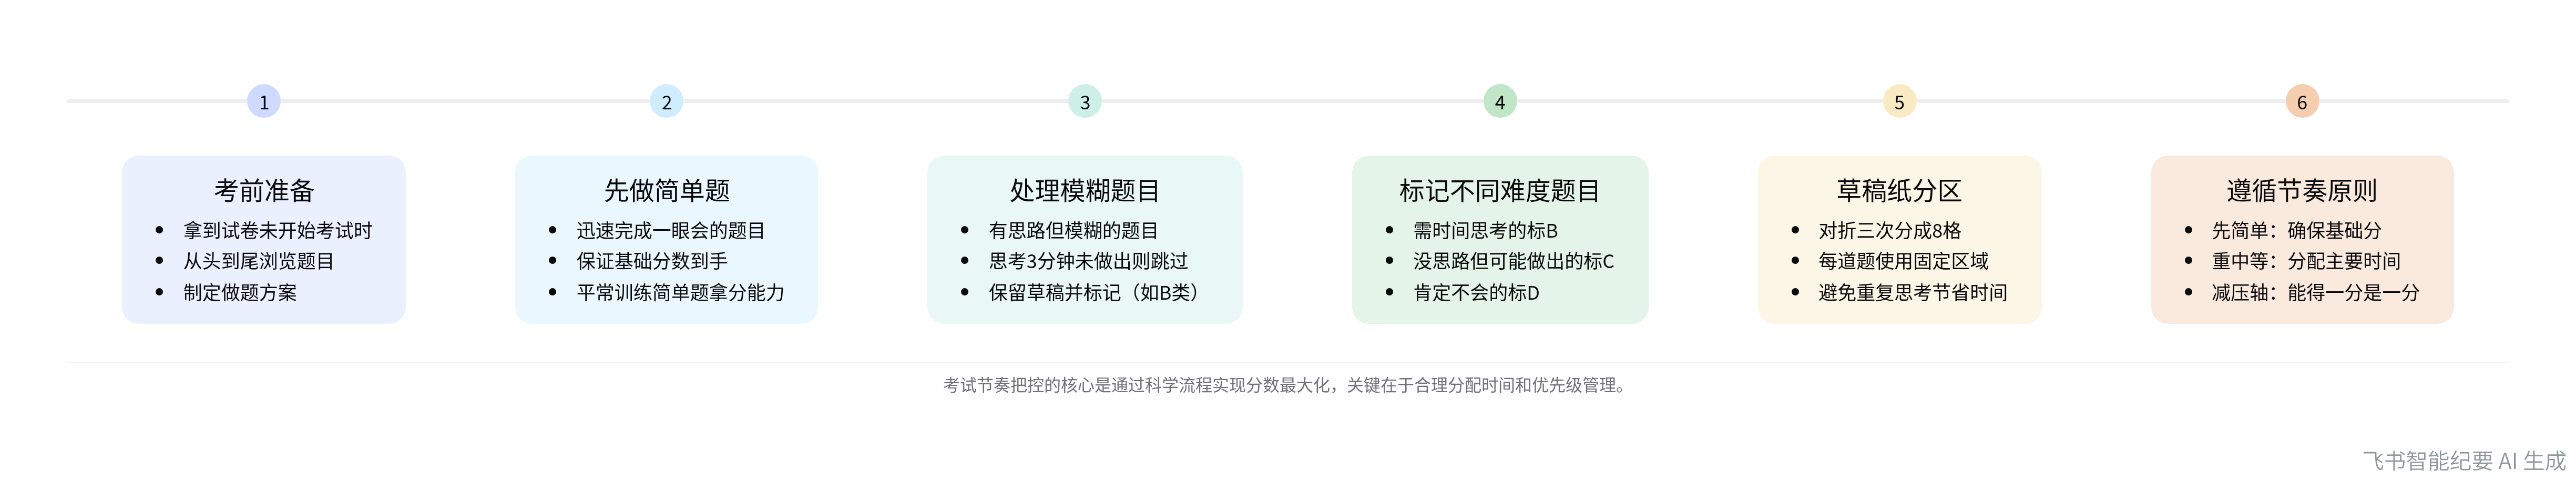 1
2
3
4
5
6
考前准备
• 拿到试卷未开始考试时
• 从头到尾浏览题目
• 制定做题方案
先做简单题
• 迅速完成一眼会的题目
• 保证基础分数到手
• 平常训练简单题拿分能力
处理模糊题目
• 有思路但模糊的题目
• 思考3分钟未做出则跳过
• 保留草稿并标记（如B类）
标记不同难度题目
• 需时间思考的标B
• 没思路但可能做出的标C
• 肯定不会的标D
草稿纸分区
• 对折三次分成8格
• 每道题使用固定区域
• 避免重复思考节省时间
遵循节奏原则
• 先简单：确保基础分
• 重中等：分配主要时间
• 减压轴：能得一分是一分
考试节奏把控的核心是通过科学流程实现分数最大化，关键在于合理分配时间和优先级管理。
飞书智能纪要 AI 生成